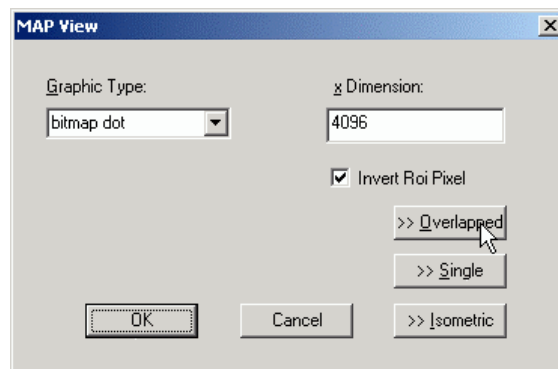 MAP View
Graphic Type:
x Dimension:
bitmap dot
4096
Invert Roi Pixel
>> Overlapped
>> Single
OK
Cancel
>> Isometric